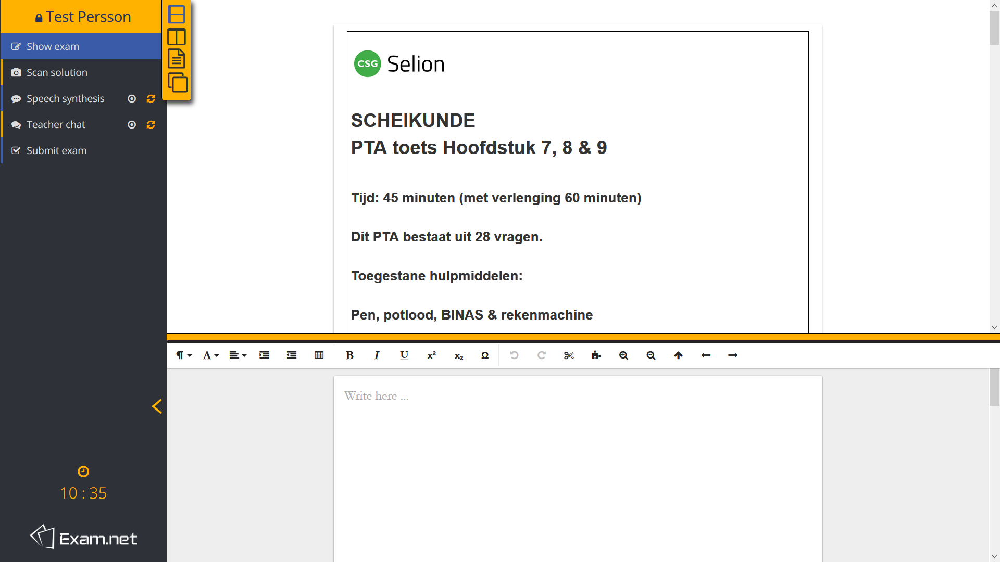 Test Persson
Show exam
Scan solution
Speech synthesis
Teacher chat
Submit exam
10 : 35
Exam.net
CSG Selion
SCHEIKUNDE
PTA toets Hoofdstuk 7, 8 & 9
Tijd: 45 minuten (met verlenging 60 minuten)
Dit PTA bestaat uit 28 vragen.
Toegestane hulpmiddelen:
Pen, potlood, BINAS & rekenmachine
¶ A B I U x² x₂ Ω
Write here ...